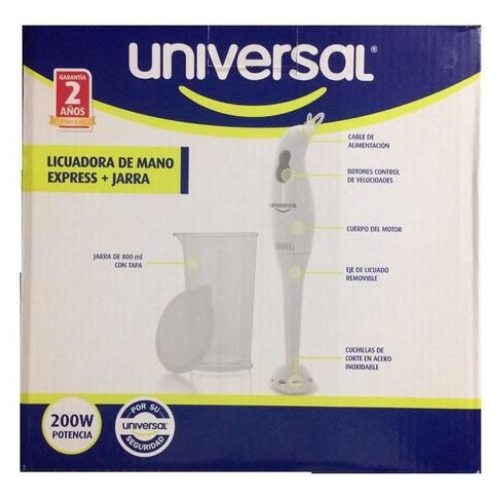 universal®
GARANTÍA
2
AÑOS
LICUADORA DE MANO
EXPRESS + JARRA
CABLE DE
ALIMENTACIÓN
BOTONES CONTROL
DE VELOCIDADES
universal
CUERPO DEL MOTOR
JARRA DE 800 ml
CON TAPA
EJE DE LICUADO
REMOVIBLE
CUCHILLAS DE
CORTE EN ACERO
INOXIDABLE
200W
POTENCIA
POR SU
universal
SEGURIDAD